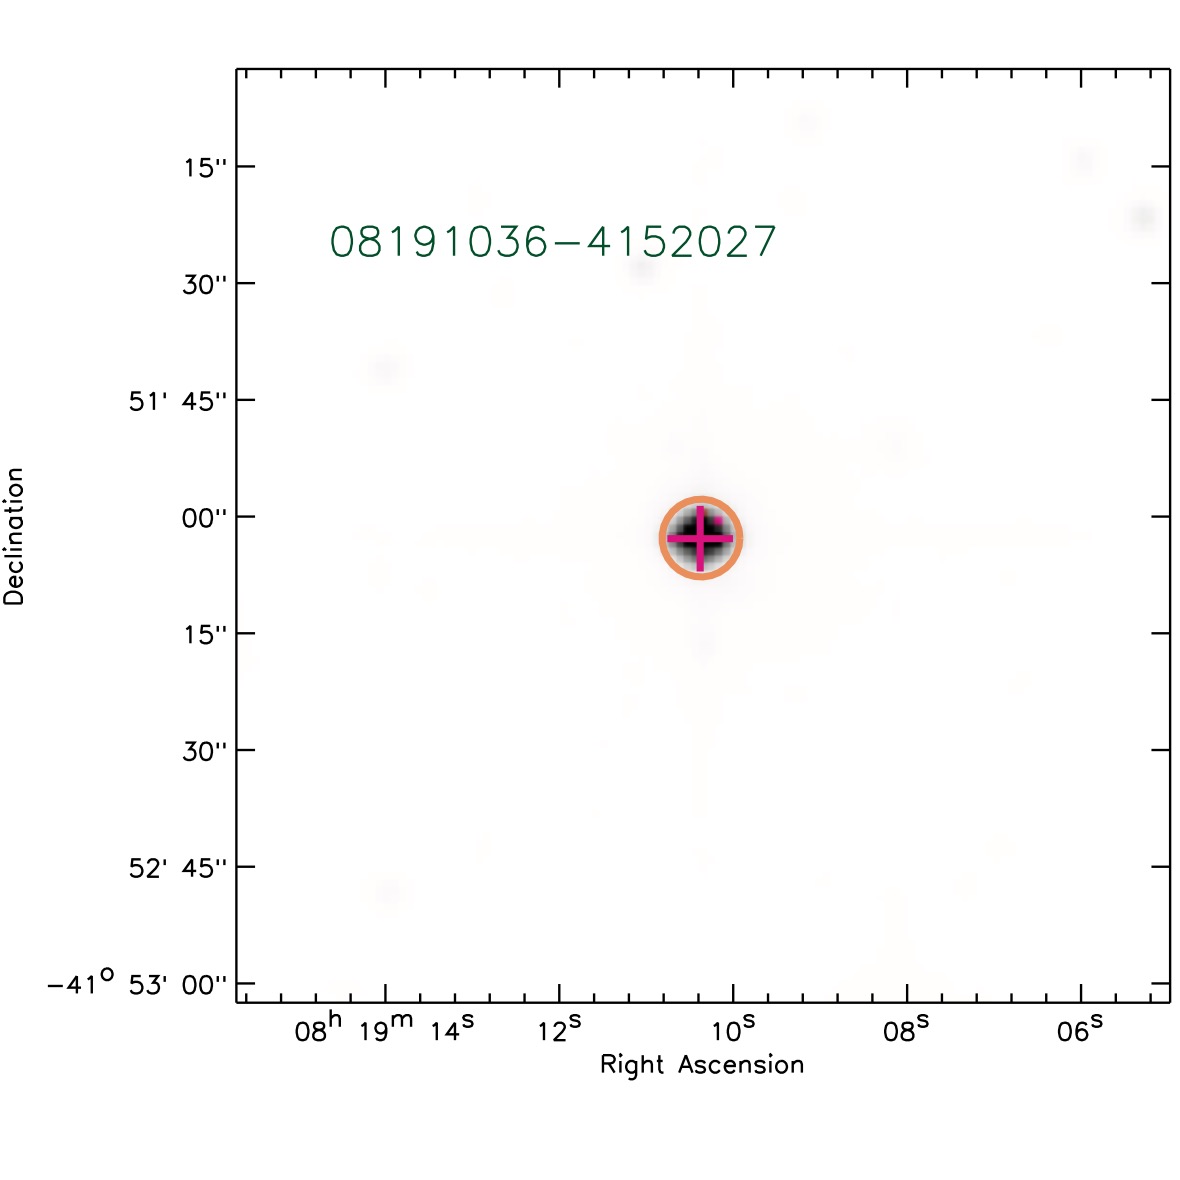 08191036−4152027
15"
30"
51' 45"
00"
15"
30"
52' 45"
−41° 53' 00"
Declination
08h 19m 14s 12s 10s 08s 06s
Right Ascension